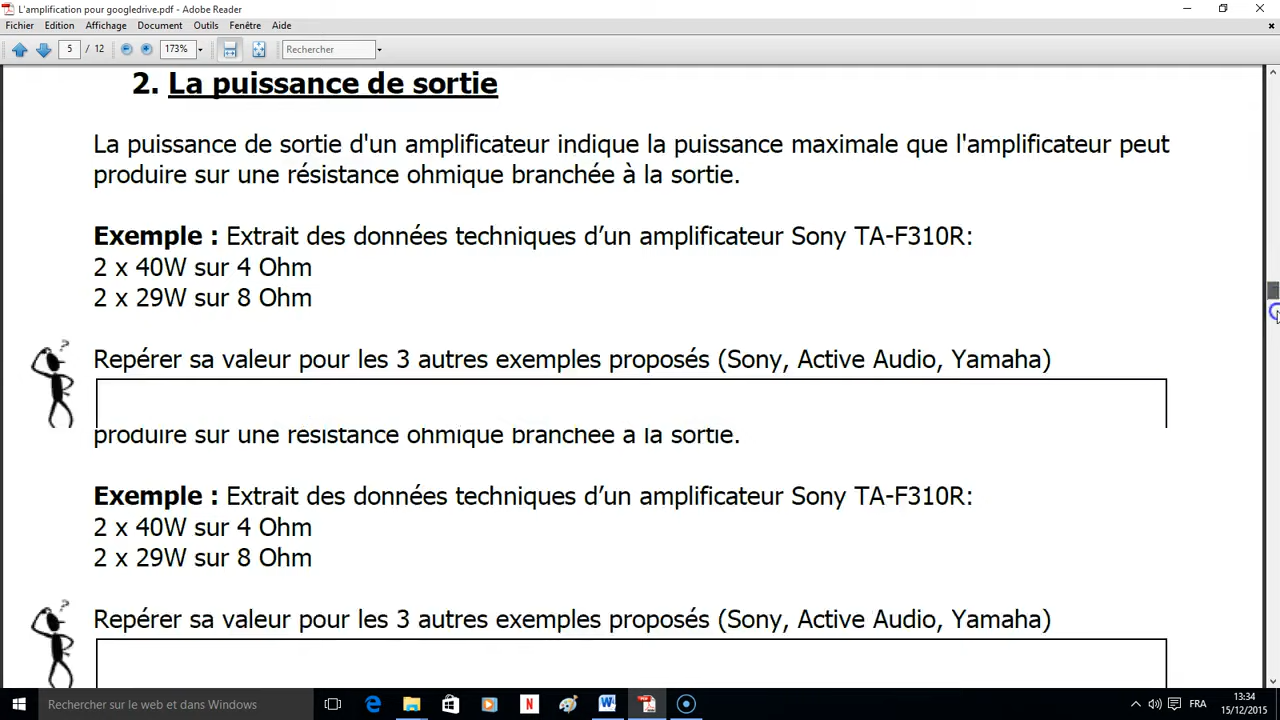 L'amplification pour googledrive.pdf - Adobe Reader
Fichier Edition Affichage Document Outils Fenêtre Aide
5 / 12 173% Rechercher
2. La puissance de sortie
La puissance de sortie d'un amplificateur indique la puissance maximale que l'amplificateur peut
produire sur une résistance ohmique branchée à la sortie.
Exemple : Extrait des données techniques d’un amplificateur Sony TA-F310R:
2 x 40W sur 4 Ohm
2 x 29W sur 8 Ohm
?
Repérer sa valeur pour les 3 autres exemples proposés (Sony, Active Audio, Yamaha)
produire sur une résistance ohmique branchée à la sortie.
Exemple : Extrait des données techniques d’un amplificateur Sony TA-F310R:
2 x 40W sur 4 Ohm
2 x 29W sur 8 Ohm
?
Repérer sa valeur pour les 3 autres exemples proposés (Sony, Active Audio, Yamaha)
Rechercher sur le web et dans Windows
N
W
FRA
13:34
15/12/2015